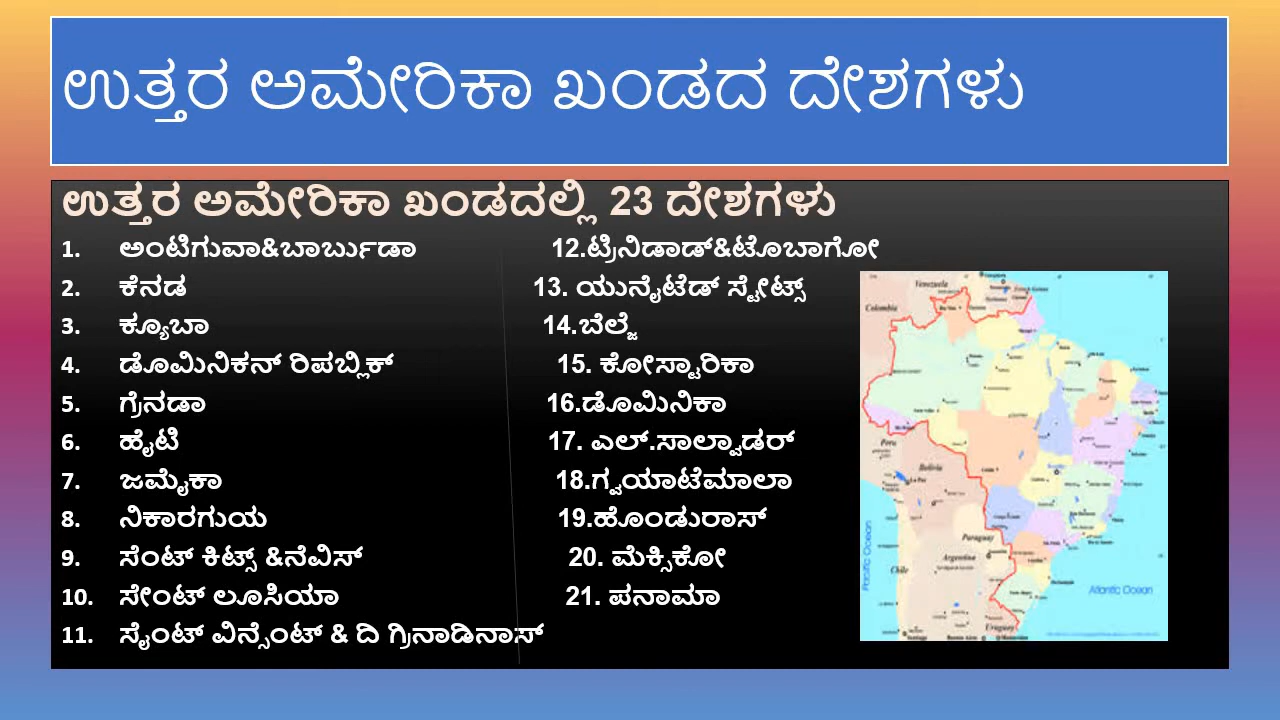 ಉತ್ತರ ಅಮೇರಿಕಾ ಖಂಡದ ದೇಶಗಳು
ಉತ್ತರ ಅಮೇರಿಕಾ ಖಂಡದಲ್ಲಿ 23 ದೇಶಗಳು
1. ಅಂಟಿಗುವಾ&ಬಾರ್ಬುಡಾ
2. ಕೆನಡ
3. ಕ್ಯೂಬಾ
4. ಡೊಮಿನಿಕನ್ ರಿಪಬ್ಲಿಕ್
5. ಗ್ರೆನಡಾ
6. ಹೈಟಿ
7. ಜಮೈಕಾ
8. ನಿಕಾರಗುಯ
9. ಸೆಂಟ್ ಕಿಟ್ಸ್ &ನೆವಿಸ್
10. ಸೇಂಟ್ ಲೂಸಿಯಾ
11. ಸೈಂಟ್ ವಿನ್ಸಂಟ್ & ದಿ ಗ್ರಿನಾಡಿನಾಸ್
12.ಟ್ರಿನಿಡಾಡ್&ಟೊಬಾಗೋ
13. ಯುನೈಟೆಡ್ ಸ್ಟೇಟ್ಸ್
14.ಬೆಲ್ಜೆ
15. ಕೋಸ್ಟಾರಿಕಾ
16.ಡೊಮಿನಿಕಾ
17. ಎಲ್.ಸಾಲ್ವಾಡರ್
18.ಗ್ವಯಾಟೆಮಾಲಾ
19.ಹೊಂಡುರಾಸ್
20. ಮೆಕ್ಸಿಕೋ
21. ಪನಾಮಾ
Venezuela
Colombia
Peru
Bolivia
La Paz
Paraguay
Argentina
Chile
Uruguay
Pacific Ocean
Atlantic Ocean